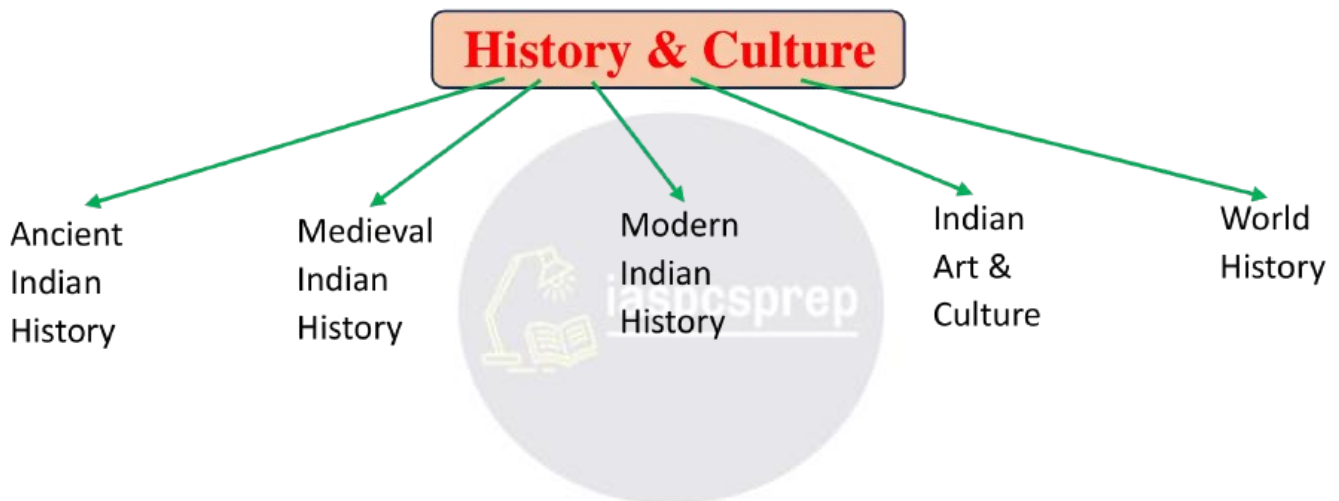 History & Culture
Ancient
Indian
History
Medieval
Indian
History
Modern
Indian
History
Indian
Art &
Culture
World
History
iaspcsprep